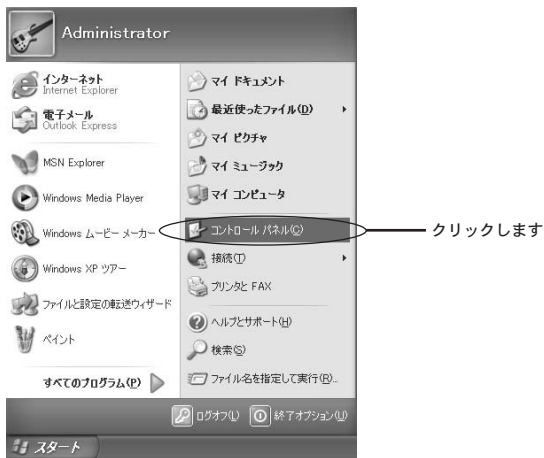 Administrator
インターネット
Internet Explorer
電子メール
Outlook Express
MSN Explorer
Windows Media Player
Windows ムービー メーカー
Windows XP ツアー
ファイルと設定の転送ウィザード
ペイント
すべてのプログラム(P)
マイ ドキュメント
最近使ったファイル(D)
マイ ピクチャ
マイ ミュージック
マイ コンピュータ
コントロール パネル(C)
接続(T)
プリンタと FAX
ヘルプとサポート(H)
検索(S)
ファイル名を指定して実行(R)...
クリックします
ログオフ(L)
終了オプション(U)
スタート